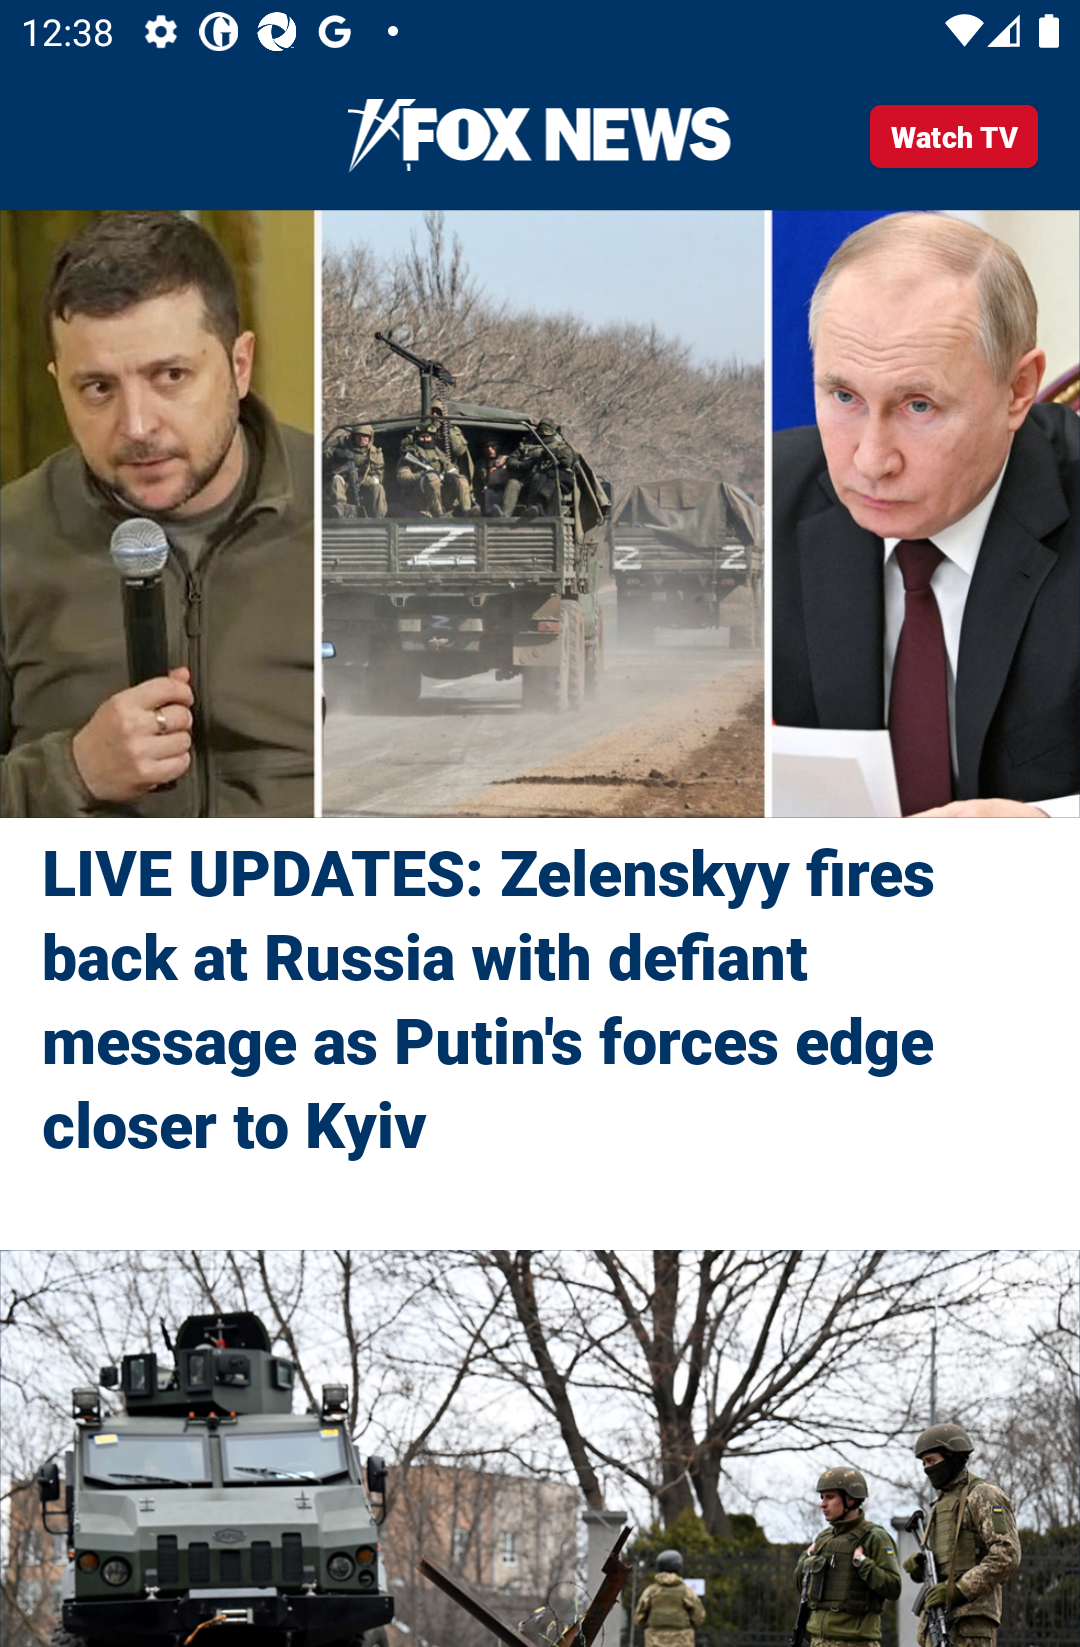 12:38
FOX NEWS
Watch TV
Z
Z Z
Z
LIVE UPDATES: Zelenskyy fires
back at Russia with defiant
message as Putin's forces edge
closer to Kyiv